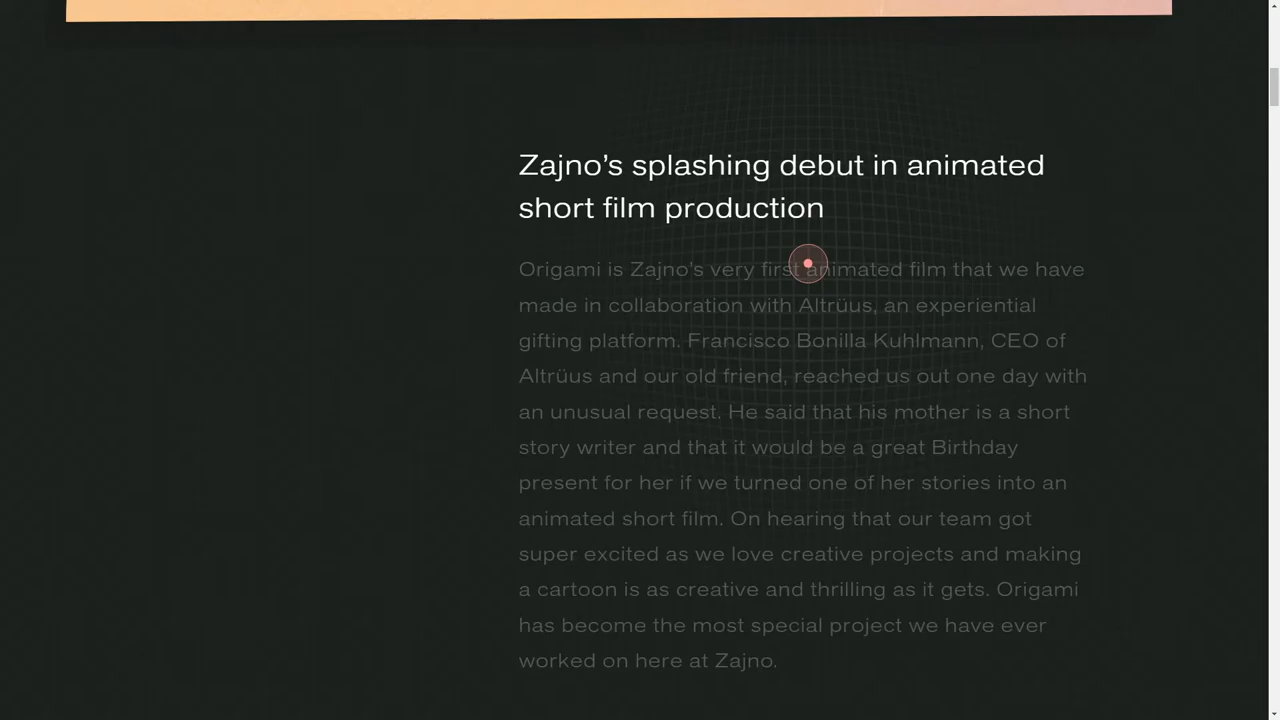 Zajno’s splashing debut in animated
short film production
Origami is Zajno’s very first animated film that we have
made in collaboration with Altrüus, an experiential
gifting platform. Francisco Bonilla Kuhlmann, CEO of
Altrüus and our old friend, reached us out one day with
an unusual request. He said that his mother is a short
story writer and that it would be a great Birthday
present for her if we turned one of her stories into an
animated short film. On hearing that our team got
super excited as we love creative projects and making
a cartoon is as creative and thrilling as it gets. Origami
has become the most special project we have ever
worked on here at Zajno.